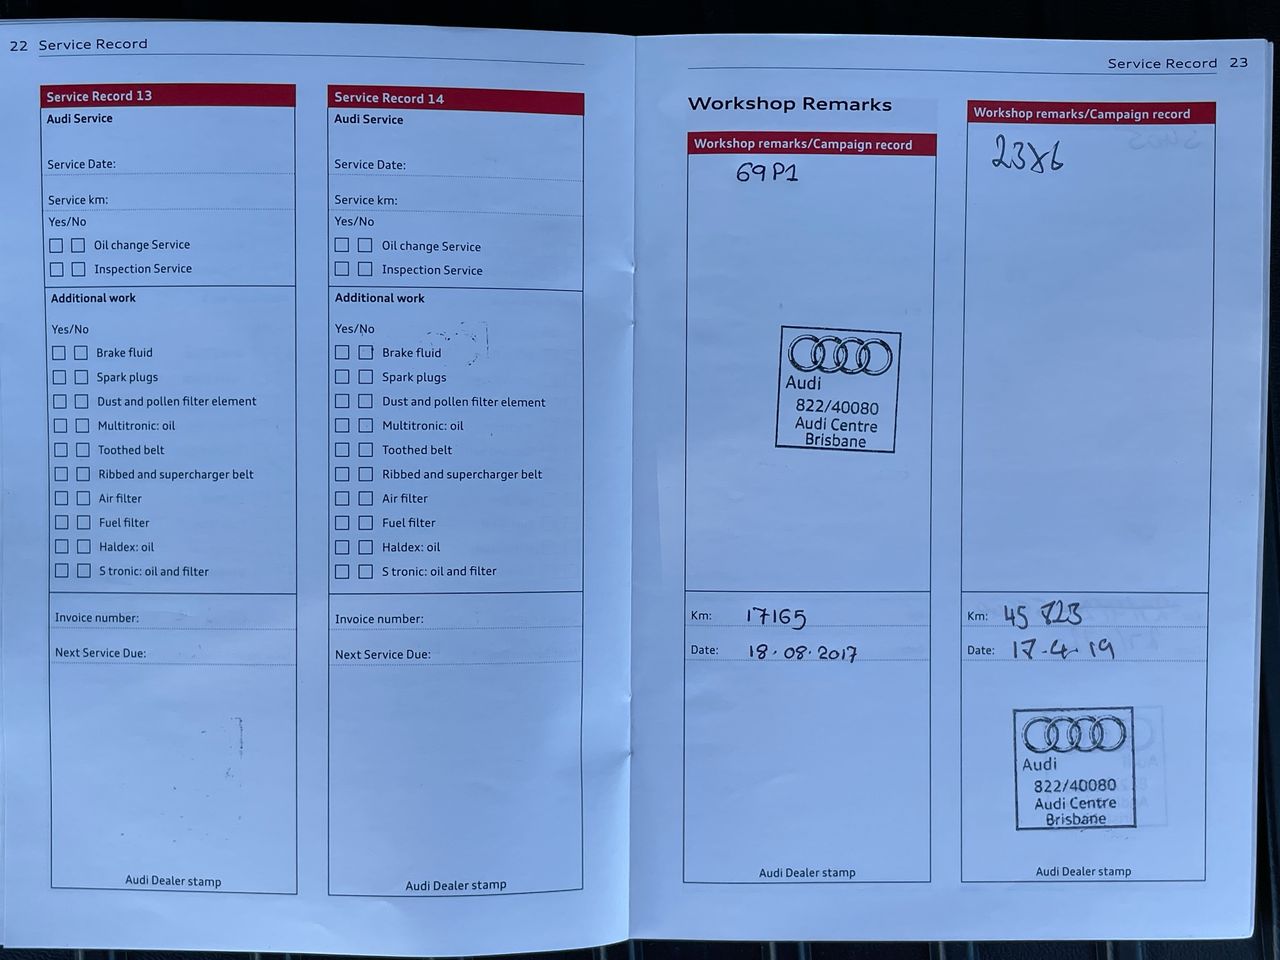 22 Service Record
Service Record 13
Audi Service
Service Date:
Service km:
Yes/No
Oil change Service
Inspection Service
Additional work
Yes/No
Brake fluid
Spark plugs
Dust and pollen filter element
Multitronic: oil
Toothed belt
Ribbed and supercharger belt
Air filter
Fuel filter
Haldex: oil
S tronic: oil and filter
Invoice number:
Next Service Due:
Audi Dealer stamp
Service Record 14
Audi Service
Service Date:
Service km:
Yes/No
Oil change Service
Inspection Service
Additional work
Yes/No
Brake fluid
Spark plugs
Dust and pollen filter element
Multitronic: oil
Toothed belt
Ribbed and supercharger belt
Air filter
Fuel filter
Haldex: oil
S tronic: oil and filter
Invoice number:
Next Service Due:
Audi Dealer stamp
Service Record 23
Workshop Remarks
Workshop remarks/Campaign record
69P1
Audi
822/40080
Audi Centre
Brisbane
Km: 17165
Date: 18.08.2017
Audi Dealer stamp
Workshop remarks/Campaign record
23X6
Km: 45 823
Date: 17-4-19
Audi
822/40080
Audi Centre
Brisbane
Audi Dealer stamp